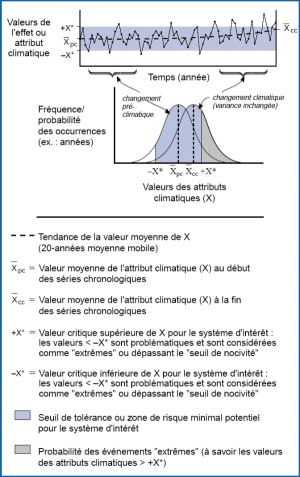 Valeurs de
l'effet ou
attribut
climatique
+X*
X̅pc
–X*
X̅cc
Temps (année)
changement
pré-
climatique
changement climatique
(variance inchangée)
Fréquence/
probabilité
des occurrences
(ex. : années)
–X* X̅pc X̅cc +X*
Valeurs des attributs
climatiques (X)
Tendance de la valeur moyenne de X
(20-années moyenne mobile)
X̅pc = Valeur moyenne de l'attribut climatique (X) au début
des séries chronologiques
X̅cc = Valeur moyenne de l'attribut climatique (X) à la fin
des séries chronologiques
+X* = Valeur critique supérieure de X pour le système d'intérêt :
les valeurs < –X* sont problématiques et sont considérées
comme "extrêmes" ou dépassant le "seuil de nocivité"
–X* = Valeur critique inférieure de X pour le système d'intérêt :
les valeurs < –X* sont problématiques et sont considérées
comme "extrêmes" ou dépassant le "seuil de nocivité"
Seuil de tolérance ou zone de risque minimal potentiel
pour le système d'intérêt
Probabilité des événements "extrêmes" (à savoir les valeurs
des attributs climatiques > +X*)